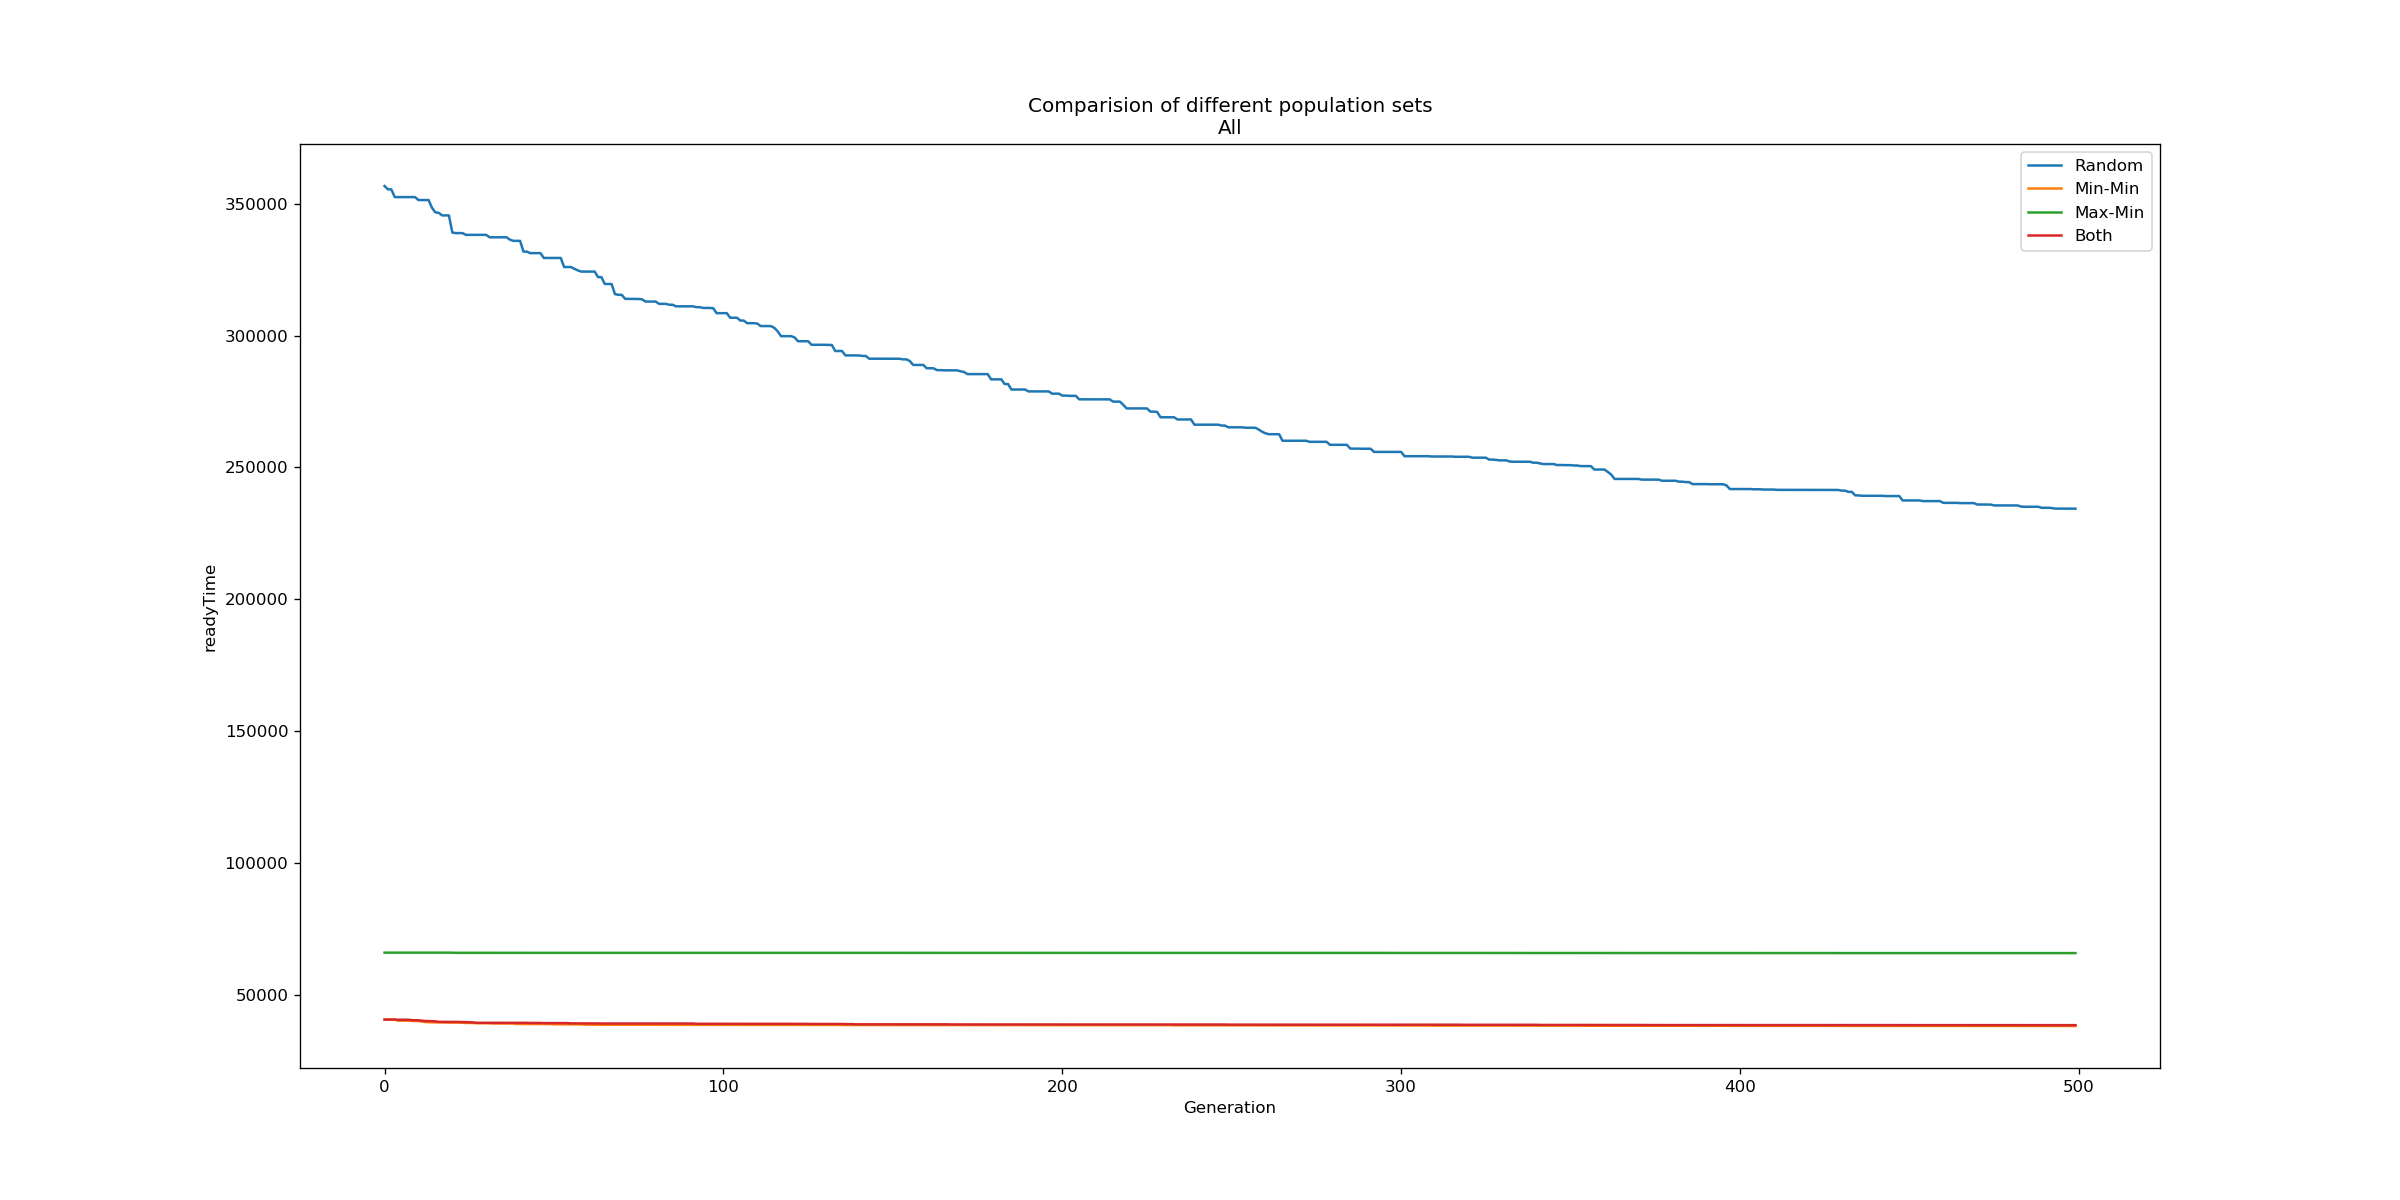 Comparision of different population sets
All
Random
Min-Min
Max-Min
Both
350000
300000
250000
200000
150000
100000
50000
readyTime
0 100 200 300 400 500
Generation